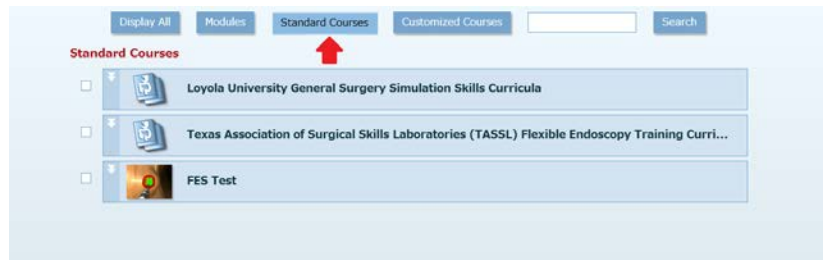 Display All Modules Standard Courses Customized Courses Search
Standard Courses
Loyola University General Surgery Simulation Skills Curricula
Texas Association of Surgical Skills Laboratories (TASSL) Flexible Endoscopy Training Curri...
FES Test